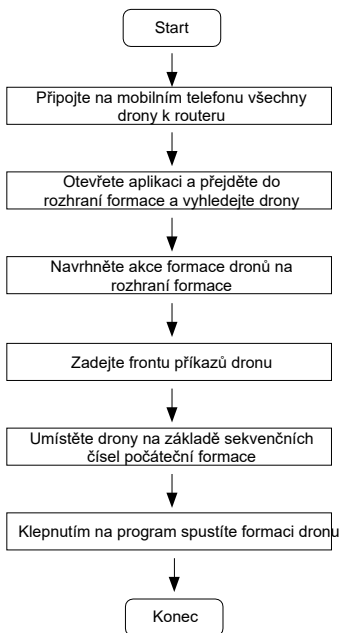 Start
Připojte na mobilním telefonu všechny
drony k routeru
Otevřete aplikaci a přejděte do
rozhraní formace a vyhledejte drony
Navrhněte akce formace dronů na
rozhraní formace
Zadejte frontu příkazů dronu
Umístěte drony na základě sekvenčních
čísel počáteční formace
Klepnutím na program spustíte formaci dronu
Konec